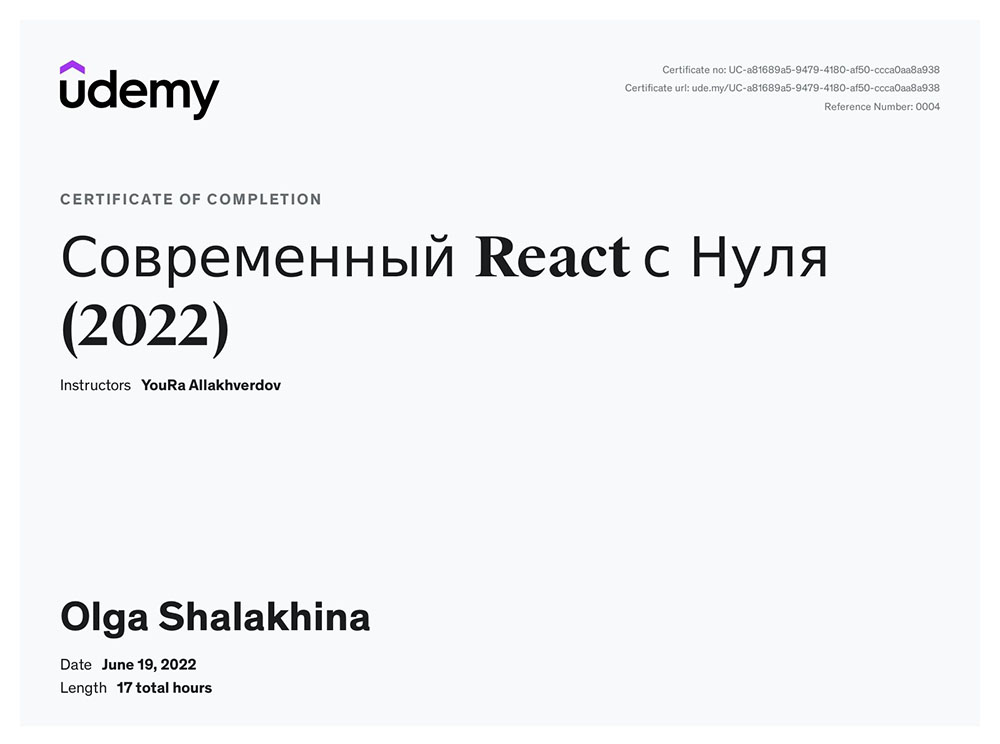 udemy
Certificate no: UC-a81689a5-9479-4180-af50-ccca0aa8a938
Certificate url: ude.my/UC-a81689a5-9479-4180-af50-ccca0aa8a938
Reference Number: 0004
CERTIFICATE OF COMPLETION
Современный React с Нуля
(2022)
Instructors YouRa Allakhverdov
Olga Shalakhina
Date June 19, 2022
Length 17 total hours